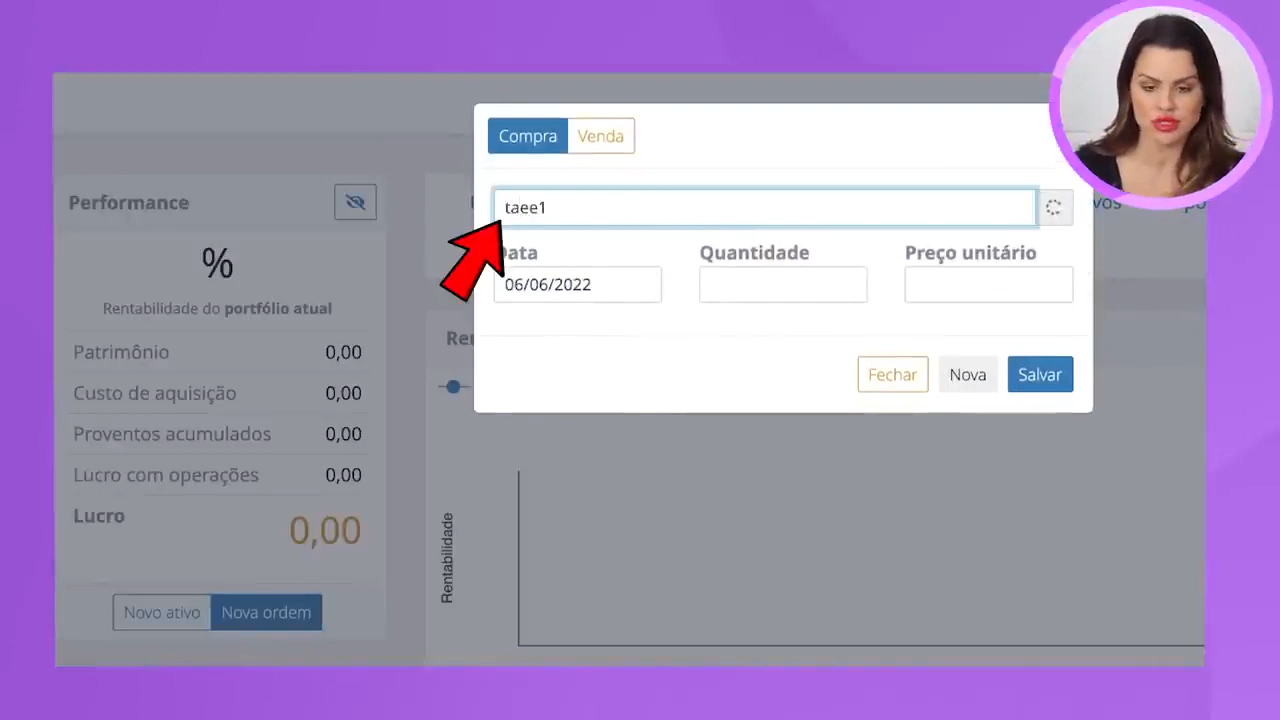 Compra Venda
taee1
vos
Data Quantidade Preço unitário
06/06/2022
Fechar Nova Salvar
Performance
%
Rentabilidade do portfólio atual
Patrimônio 0,00
Custo de aquisição 0,00
Proventos acumulados 0,00
Lucro com operações 0,00
Lucro 0,00
Novo ativo Nova ordem
Rentabilidade